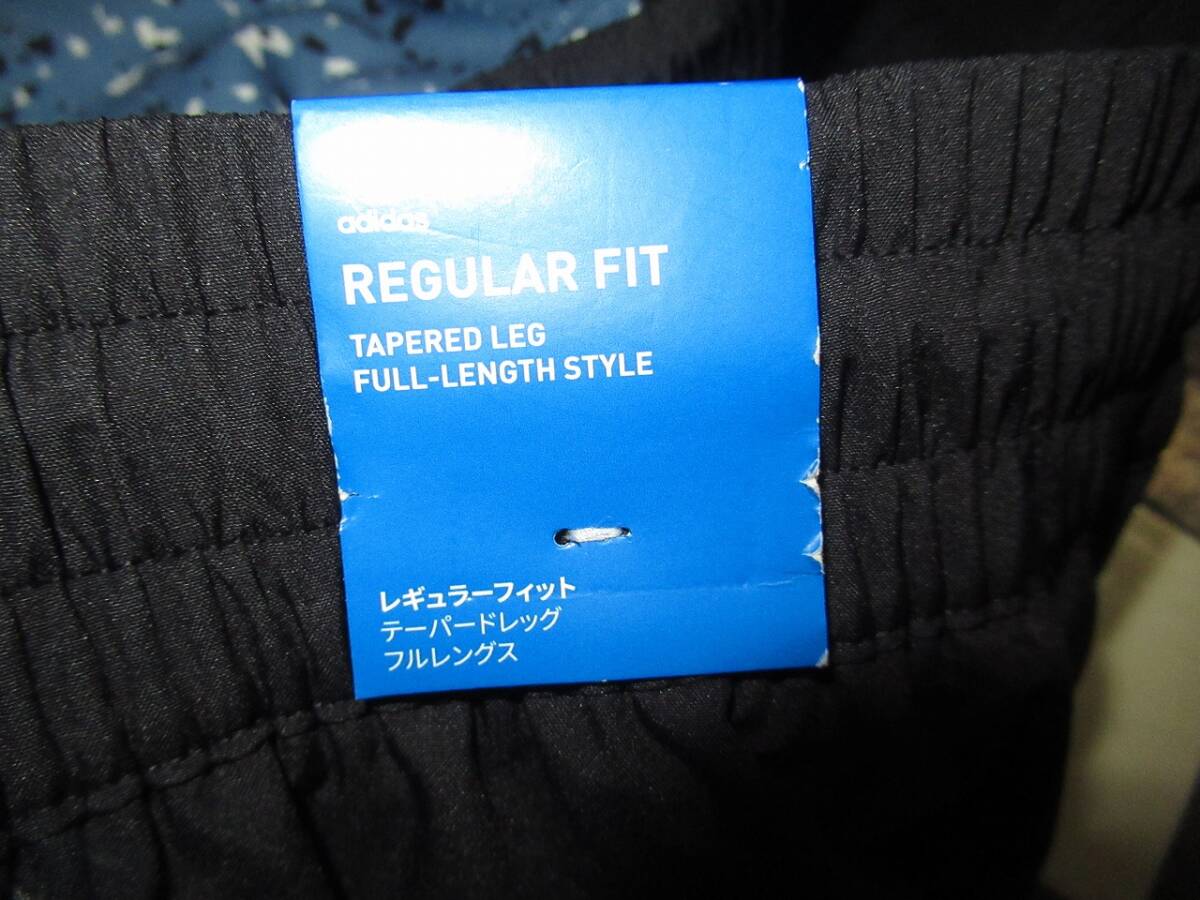 adidas
REGULAR FIT
TAPERED LEG
FULL-LENGTH STYLE
レギュラーフィット
テーパードレッグ
フルレングス